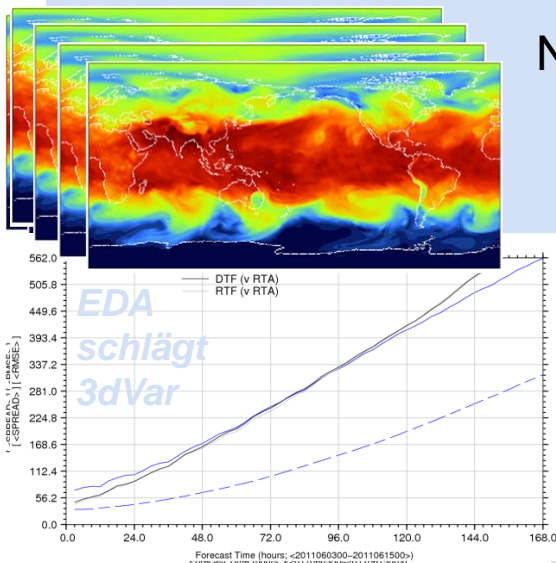 N
562.0
505.8
449.6
393.4
337.2
281.0
224.8
168.6
112.4
56.2
0.0
DTF (v RTA)
RTF (v RTA)
EDA
schlägt
3dVar
[ <SPREAD> ] [ <RMSE> ]
0.0 24.0 48.0 72.0 96.0 120.0 144.0 168.0
Forecast Time (hours; <2011060300-2011061500>)